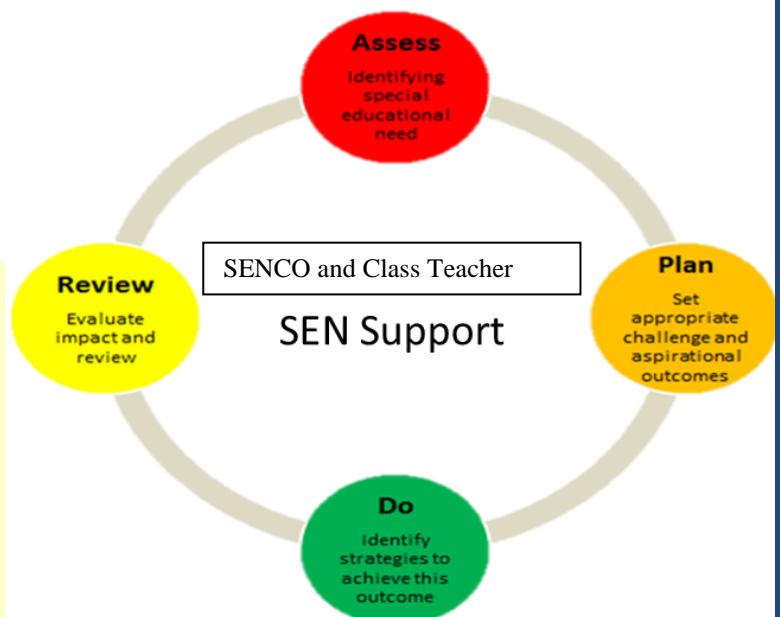 Assess
Identifying
special
educational
need
SENCO and Class Teacher
SEN Support
Plan
Set
appropriate
challenge and
aspirational
outcomes
Do
Identify
strategies to
achieve this
outcome
Review
Evaluate
impact and
review